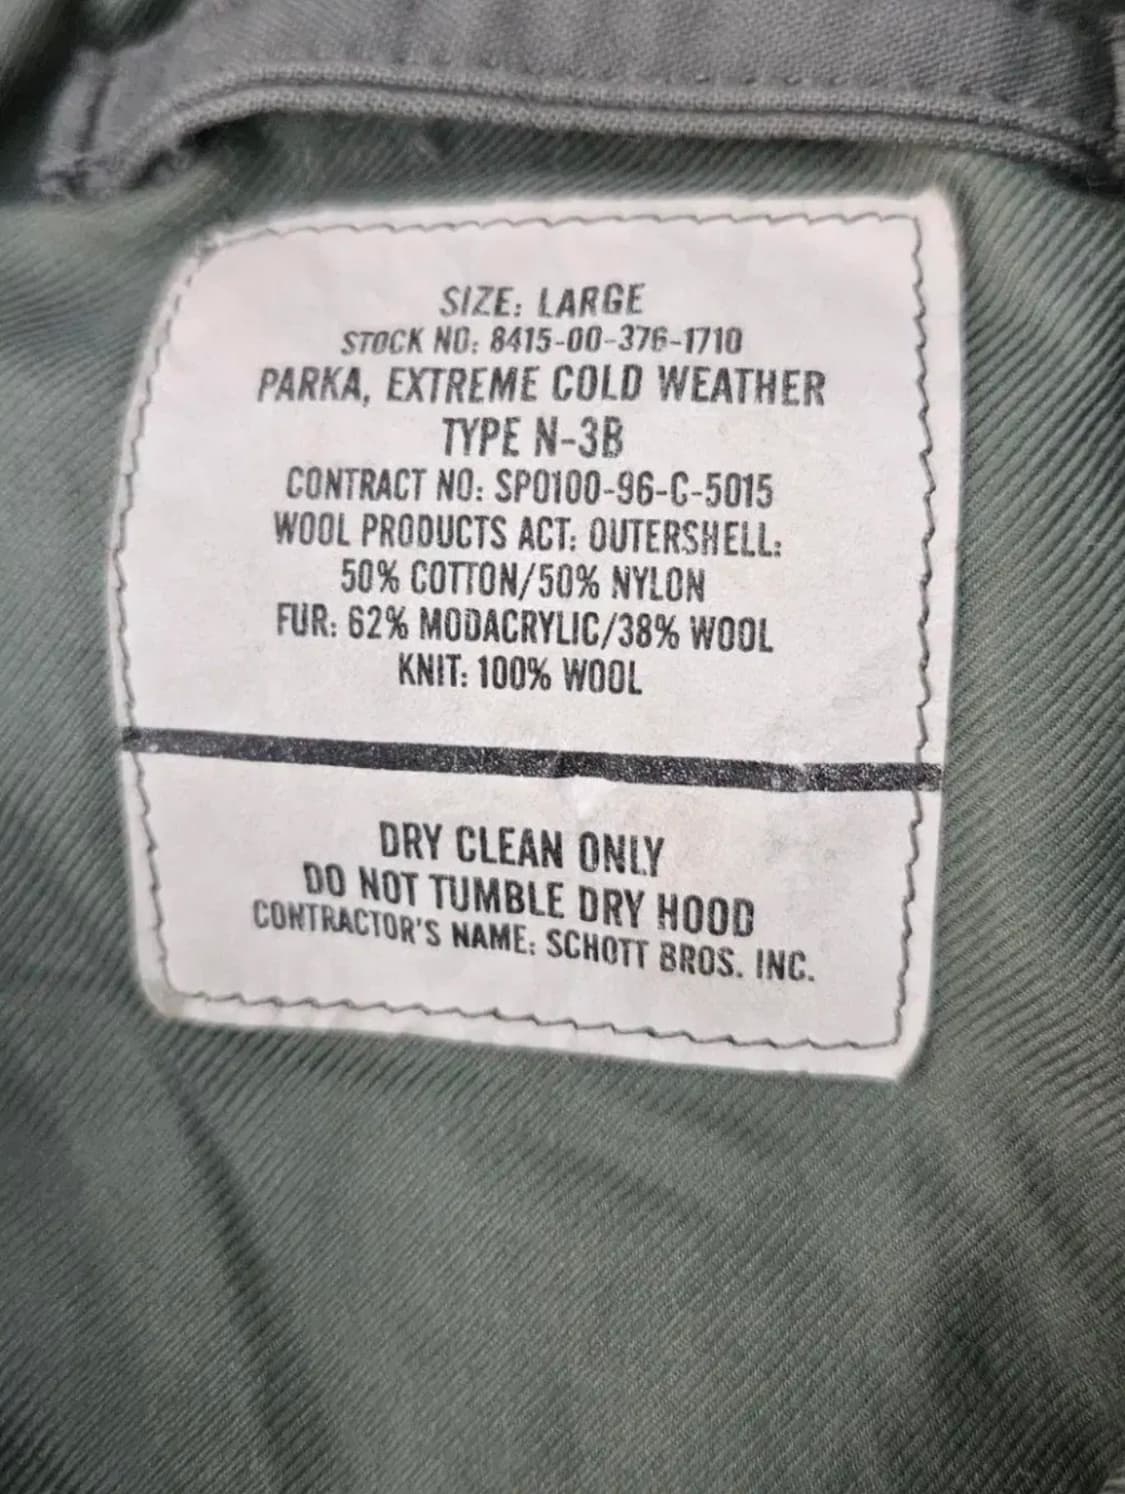 SIZE: LARGE
STOCK NO: 8415-00-376-1710
PARKA, EXTREME COLD WEATHER
TYPE N-3B
CONTRACT NO: SPO100-96-C-5015
WOOL PRODUCTS ACT: OUTERSHELL:
50% COTTON/50% NYLON
FUR: 62% MODACRYLIC/38% WOOL
KNIT: 100% WOOL
DRY CLEAN ONLY
DO NOT TUMBLE DRY HOOD
CONTRACTOR'S NAME: SCHOTT BROS. INC.